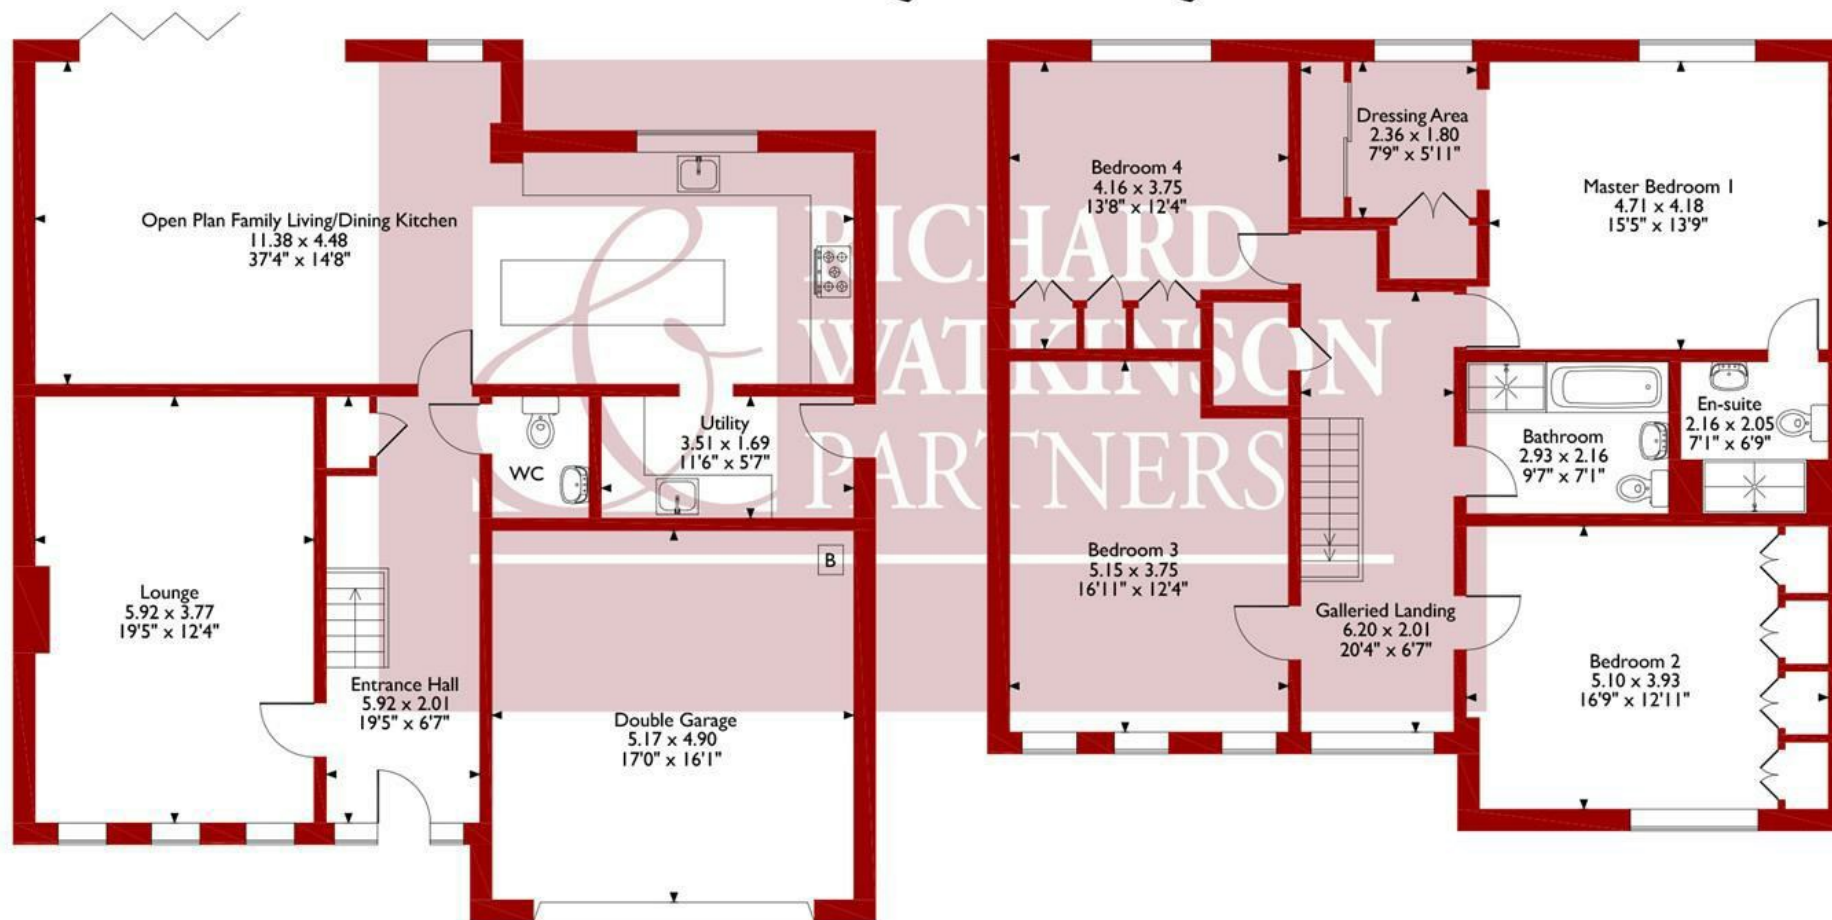 Open Plan Family Living/Dining Kitchen
11.38 x 4.48
37'4" x 14'8"
Lounge
5.92 x 3.77
19'5" x 12'4"
Entrance Hall
5.92 x 2.01
19'5" x 6'7"
WC
Utility
3.51 x 1.69
11'6" x 5'7"
B
Double Garage
5.17 x 4.90
17'0" x 16'1"
Bedroom 4
4.16 x 3.75
13'8" x 12'4"
Dressing Area
2.36 x 1.80
7'9" x 5'11"
Master Bedroom 1
4.71 x 4.18
15'5" x 13'9"
Bathroom
2.93 x 2.16
9'7" x 7'1"
En-suite
2.16 x 2.05
7'1" x 6'9"
Bedroom 3
5.15 x 3.75
16'11" x 12'4"
Galleried Landing
6.20 x 2.01
20'4" x 6'7"
Bedroom 2
5.10 x 3.93
16'9" x 12'11"
&
RICHARD
WATKINSON
PARTNERS